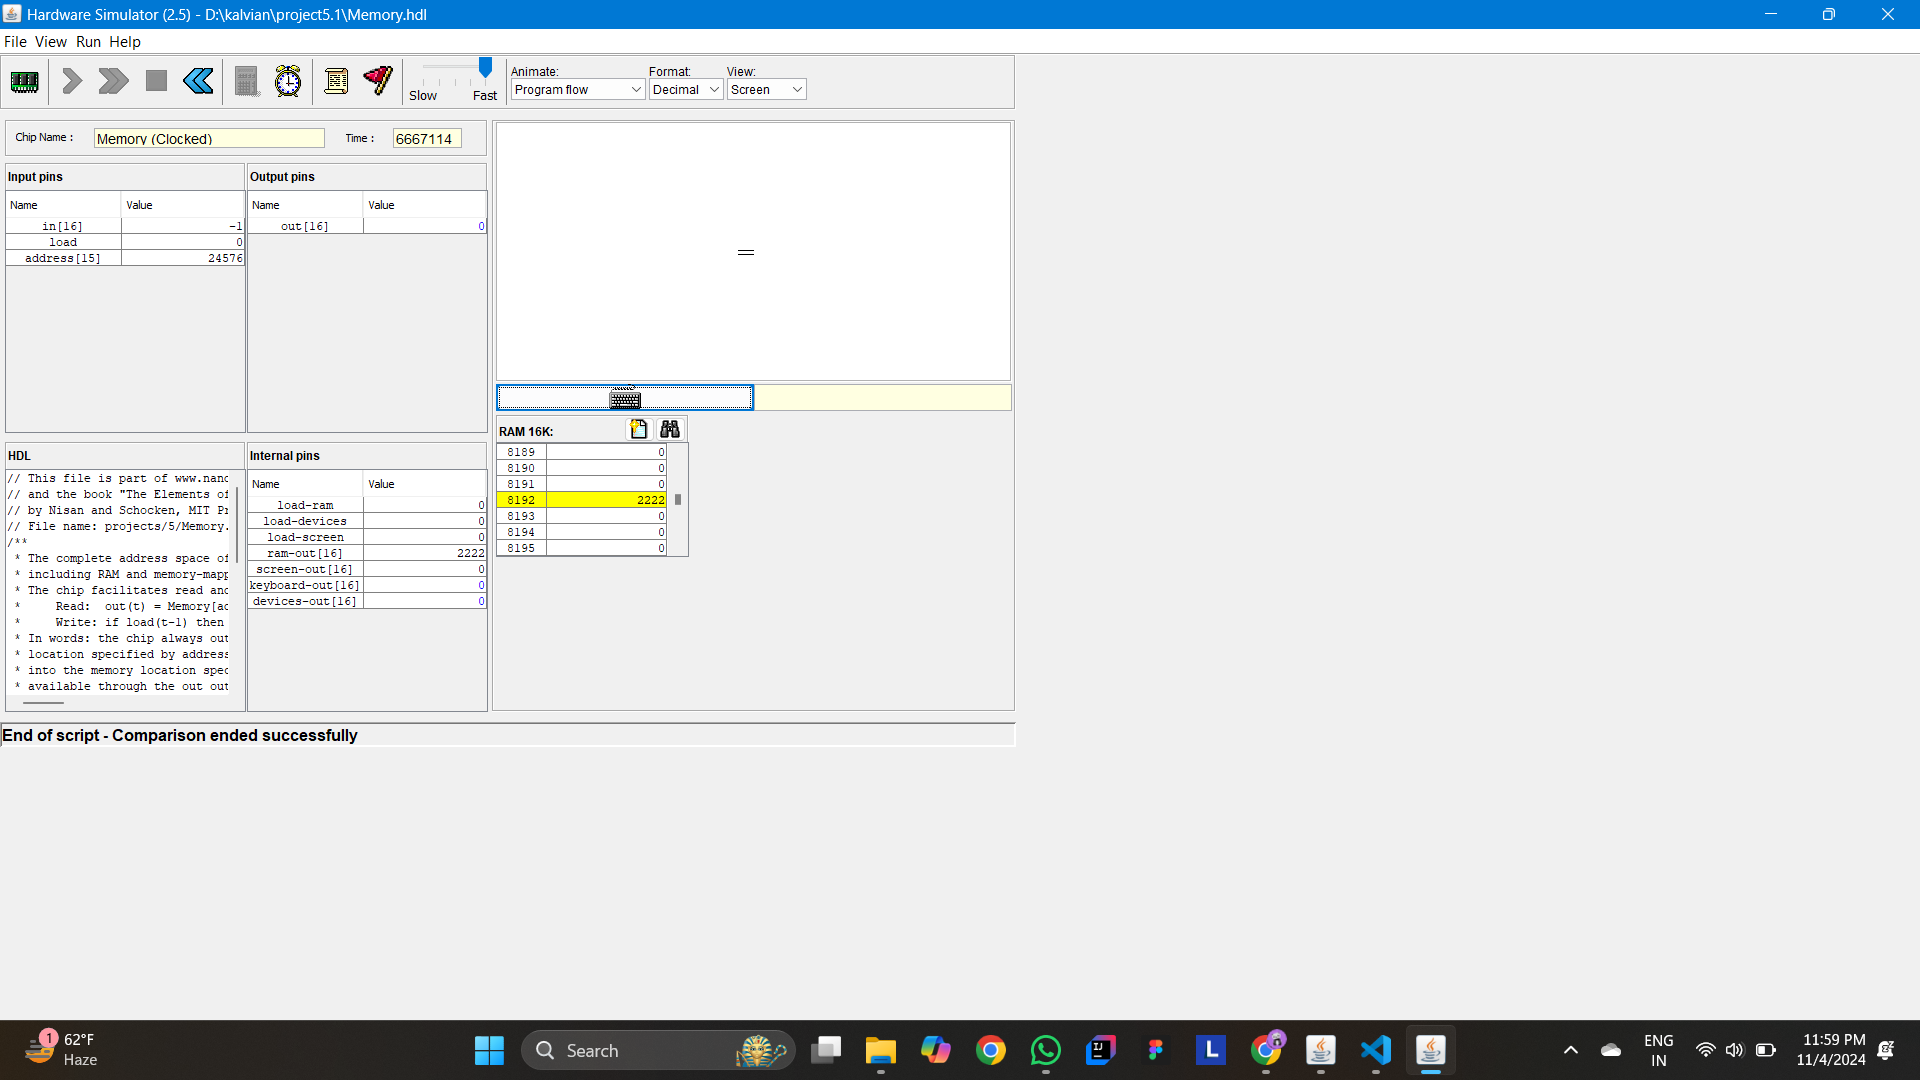 Hardware Simulator (2.5) - D:\kalvian\project5.1\Memory.hdl
File View Run Help
Animate: Format: View:
Slow Fast Program flow Decimal Screen
Chip Name : Memory (Clocked) Time : 6667114
Input pins
Name Value
in[16] -1
load 0
address[15] 24576
Output pins
Name Value
out[16] 0
HDL
// This file is part of www.nand
// and the book "The Elements of
// by Nisan and Schocken, MIT Pr
// File name: projects/5/Memory.
/**
* The complete address space of
* including RAM and memory-mapp
* The chip facilitates read and
* Read: out(t) = Memory[ad
* Write: if load(t-1) then
* In words: the chip always out
* location specified by address
* into the memory location spec
* available through the out out
Internal pins
Name Value
load-ram 0
load-devices 0
load-screen 0
ram-out[16] 2222
screen-out[16] 0
keyboard-out[16] 0
devices-out[16] 0
RAM 16K:
8189 0
8190 0
8191 0
8192 2222
8193 0
8194 0
8195 0
End of script - Comparison ended successfully
1
62°F
Haze
Search
IJ
L
ENG
IN
11:59 PM
11/4/2024